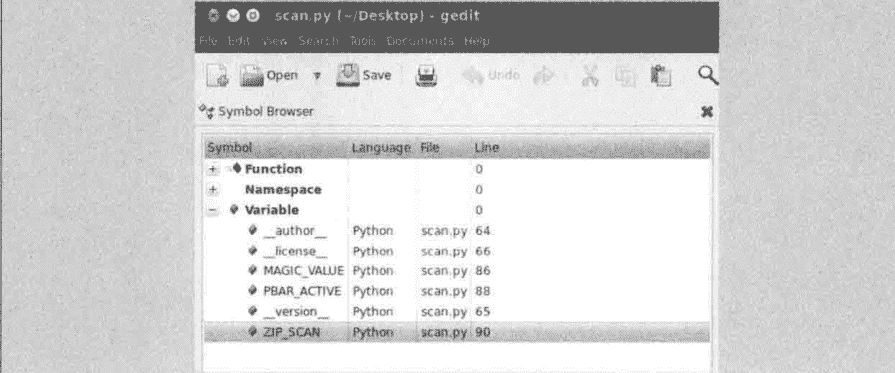 scan.py (~/Desktop) - gedit
File Edit View Search Tools Documents Help
Open Save Undo
Symbol Browser
Symbol Language File Line
Function 0
Namespace 0
Variable 0
__author__ Python scan.py 64
__license__ Python scan.py 66
MAGIC_VALUE Python scan.py 86
PBAR_ACTIVE Python scan.py 88
__version__ Python scan.py 65
ZIP_SCAN Python scan.py 90